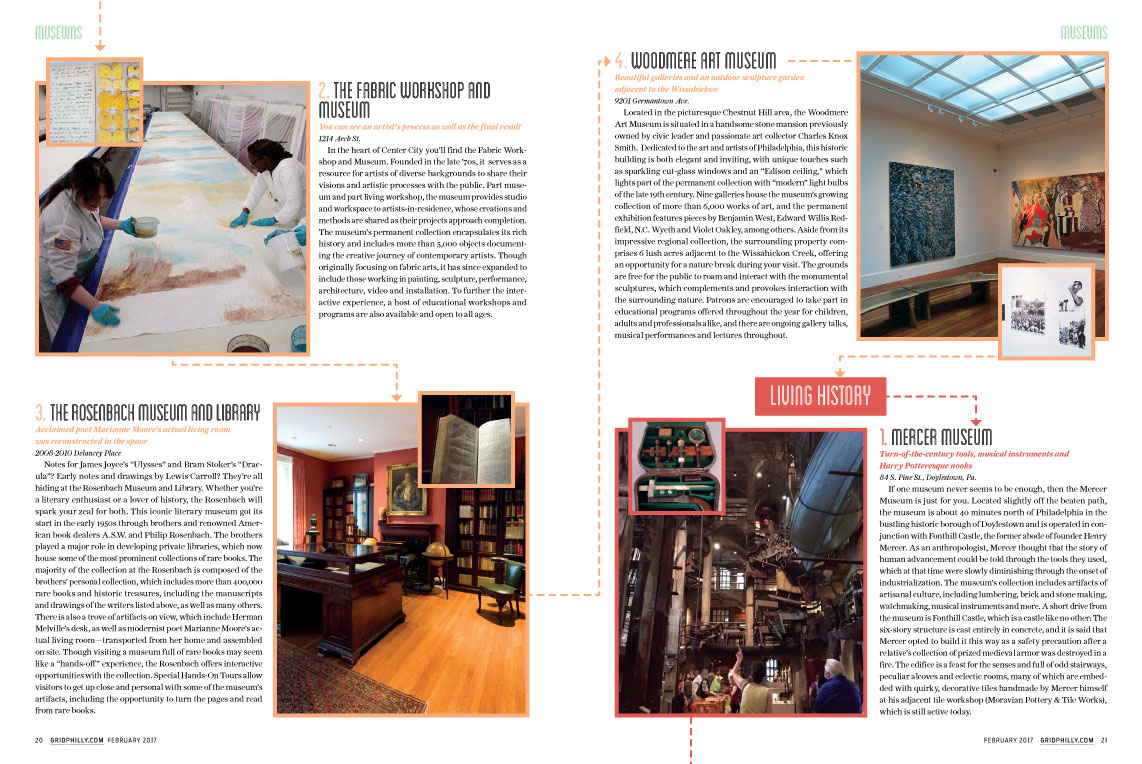 MUSEUMS
2. THE FABRIC WORKSHOP AND
MUSEUM
You can see an artist's process as well as the final result
1214 Arch St.
In the heart of Center City you'll find the Fabric Work-
shop and Museum. Founded in the late '70s, it serves as a
resource for artists of diverse backgrounds to share their
visions and artistic processes with the public. Part muse-
um and part living workshop, the museum provides studio
and workspace to artists-in-residence, whose creations and
methods are shared as their projects approach completion.
The museum's permanent collection encapsulates its rich
history and includes more than 5,000 objects document-
ing the creative journey of contemporary artists. Though
originally focusing on fabric arts, it has since expanded to
include those working in painting, sculpture, performance,
architecture, video and installation. To further the inter-
active experience, a host of educational workshops and
programs are also available and open to all ages.
3. THE ROSENBACH MUSEUM AND LIBRARY
Acclaimed poet Marianne Moore's actual living room
was reconstructed in the space
2008-2010 Delancey Place
Notes for James Joyce's "Ulysses" and Bram Stoker's "Drac-
ula"? Early notes and drawings by Lewis Carroll? They're all
hiding at the Rosenbach Museum and Library. Whether you're
a literary enthusiast or a lover of history, the Rosenbach will
spark your zeal for both. This iconic literary museum got its
start in the early 1950s through brothers and renowned Amer-
ican book dealers A.S.W. and Philip Rosenbach. The brothers
played a major role in developing private libraries, which now
house some of the most prominent collections of rare books. The
majority of the collection at the Rosenbach is composed of the
brothers' personal collection, which includes more than 400,000
rare books and historic treasures, including the manuscripts
and drawings of the writers listed above, as well as many others.
There is also a trove of artifacts on view, which include Herman
Melville's desk, as well as modernist poet Marianne Moore's ac-
tual living room—transported from her home and assembled
on site. Though visiting a museum full of rare books may seem
like a "hands-off" experience, the Rosenbach offers interactive
opportunities with the collection. Special Hands-On Tours allow
visitors to get up close and personal with some of the museum's
artifacts, including the opportunity to turn the pages and read
from rare books.
20 GRIDPHILLY.COM FEBRUARY 2017
MUSEUMS
4. WOODMERE ART MUSEUM
Beautiful galleries and an outdoor sculpture garden
adjacent to the Wissahickon
9201 Germantown Ave.
Located in the picturesque Chestnut Hill area, the Woodmere
Art Museum is situated in a handsome stone mansion previously
owned by civic leader and passionate art collector Charles Knox
Smith. Dedicated to the art and artists of Philadelphia, this historic
building is both elegant and inviting, with unique touches such
as sparkling cut-glass windows and an "Edison ceiling," which
lights part of the permanent collection with "modern" light bulbs
of the late 19th century. Nine galleries house the museum's growing
collection of more than 6,000 works of art, and the permanent
exhibition features pieces by Benjamin West, Edward Willis Red-
field, N.C. Wyeth and Violet Oakley, among others. Aside from its
impressive regional collection, the surrounding property com-
prises 6 lush acres adjacent to the Wissahickon Creek, offering
an opportunity for a nature break during your visit. The grounds
are free for the public to roam and interact with the monumental
sculptures, which complements and provokes interaction with
the surrounding nature. Patrons are encouraged to take part in
educational programs offered throughout the year for children,
adults and professionals alike, and there are ongoing gallery talks,
musical performances and lectures throughout.
LIVING HISTORY
1. MERCER MUSEUM
Turn-of-the-century tools, musical instruments and
Harry Potteresque nooks
84 S. Pine St., Doylestown, Pa.
If one museum never seems to be enough, then the Mercer
Museum is just for you. Located slightly off the beaten path,
the museum is about 40 minutes north of Philadelphia in the
bustling historic borough of Doylestown and is operated in con-
junction with Fonthill Castle, the former abode of founder Henry
Mercer. As an anthropologist, Mercer thought that the story of
human advancement could be told through the tools they used,
which at that time were slowly diminishing through the onset of
industrialization. The museum's collection includes artifacts of
artisanal culture, including lumbering, brick and stone making,
watchmaking, musical instruments and more. A short drive from
the museum is Fonthill Castle, which is a castle like no other: The
six-story structure is cast entirely in concrete, and it is said that
Mercer opted to build it this way as a safety precaution after a
relative's collection of prized medieval armor was destroyed in a
fire. The edifice is a feast for the senses and full of odd stairways,
peculiar alcoves and eclectic rooms, many of which are embed-
ded with quirky, decorative tiles handmade by Mercer himself
at his adjacent tile workshop (Moravian Pottery & Tile Works),
which is still active today.
FEBRUARY 2017 GRIDPHILLY.COM 21